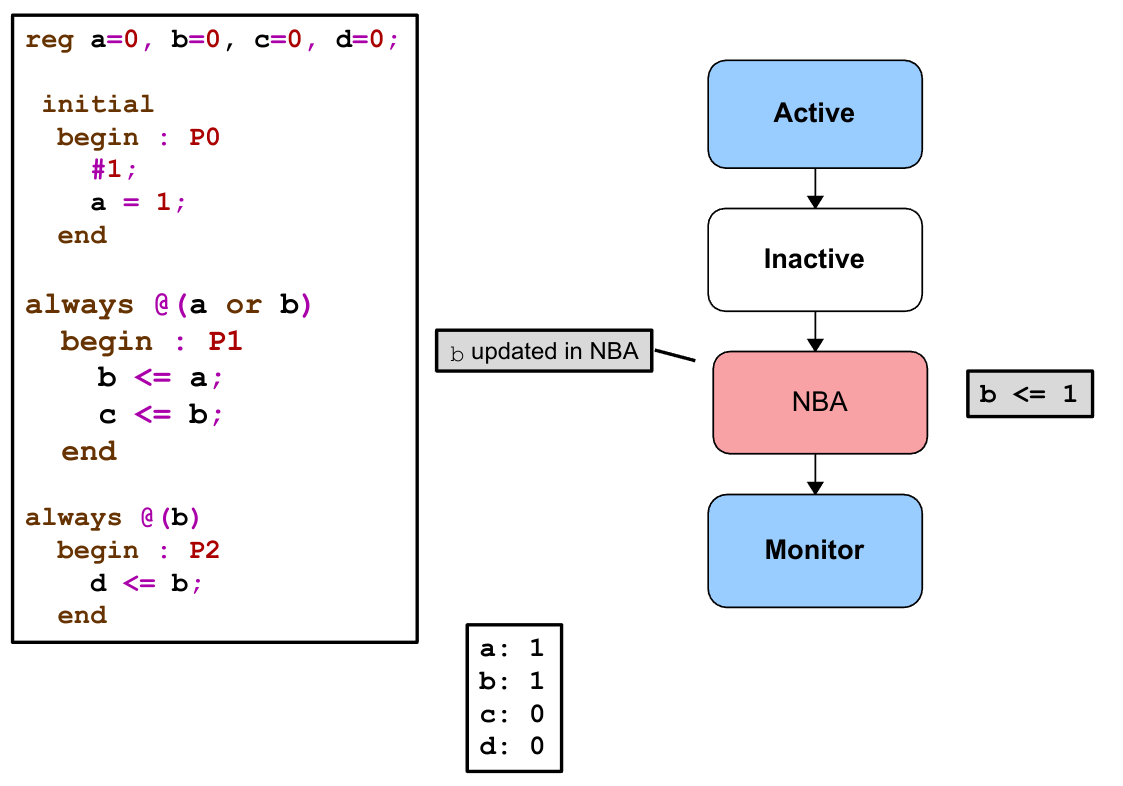 reg a=0, b=0, c=0, d=0;
initial
begin : P0
#1;
a = 1;
end
always @(a or b)
begin : P1
b <= a;
c <= b;
end
always @(b)
begin : P2
d <= b;
end
Active
Inactive
b updated in NBA
NBA
b <= 1
Monitor
a: 1
b: 1
c: 0
d: 0